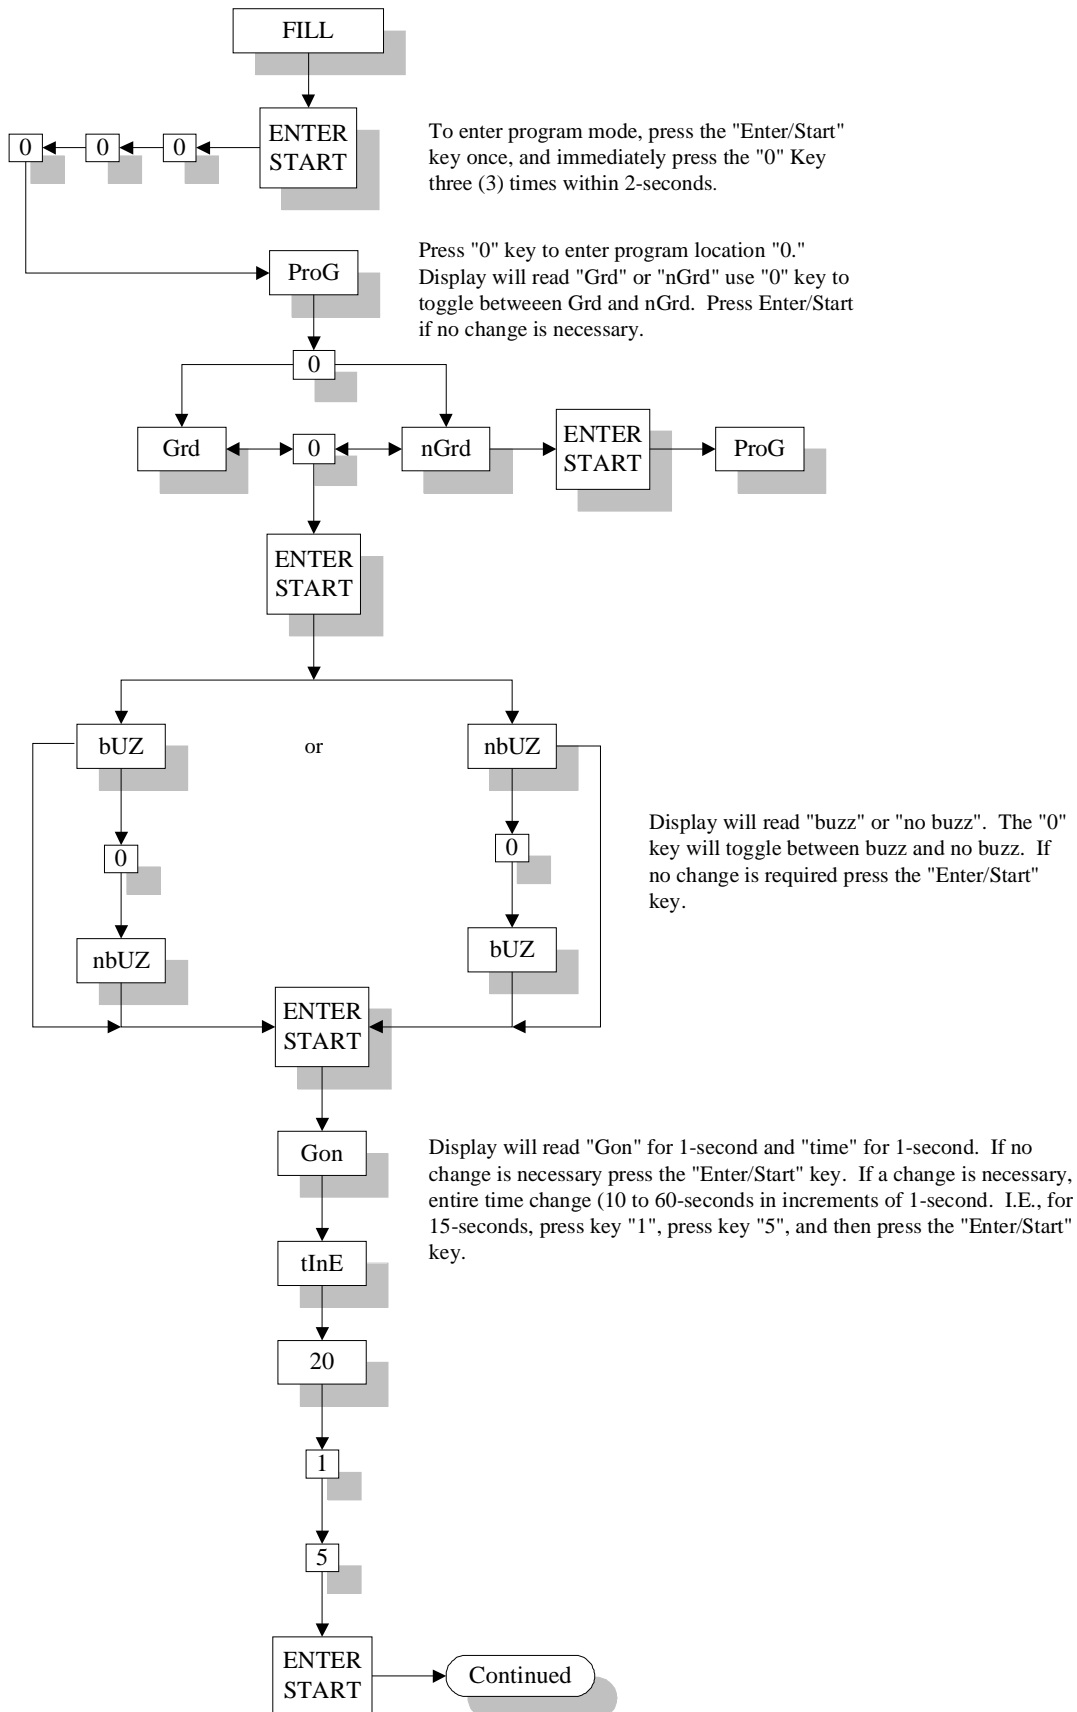 FILL
ENTER
START
0
0
0
To enter program mode, press the "Enter/Start"
key once, and immediately press the "0" Key
three (3) times within 2-seconds.
ProG
Press "0" key to enter program location "0."
Display will read "Grd" or "nGrd" use "0" key to
toggle betweeen Grd and nGrd.  Press Enter/Start
if no change is necessary.
0
Grd
0
nGrd
ENTER
START
ProG
ENTER
START
bUZ
or
nbUZ
0
0
nbUZ
bUZ
Display will read "buzz" or "no buzz".  The "0"
key will toggle between buzz and no buzz.  If
no change is required press the "Enter/Start"
key.
ENTER
START
Gon
Display will read "Gon" for 1-second and "time" for 1-second.  If no
change is necessary press the "Enter/Start" key.  If a change is necessary,
entire time change (10 to 60-seconds in increments of 1-second.  I.E., for
15-seconds, press key "1", press key "5", and then press the "Enter/Start"
key.
tInE
20
1
5
ENTER
START
Continued